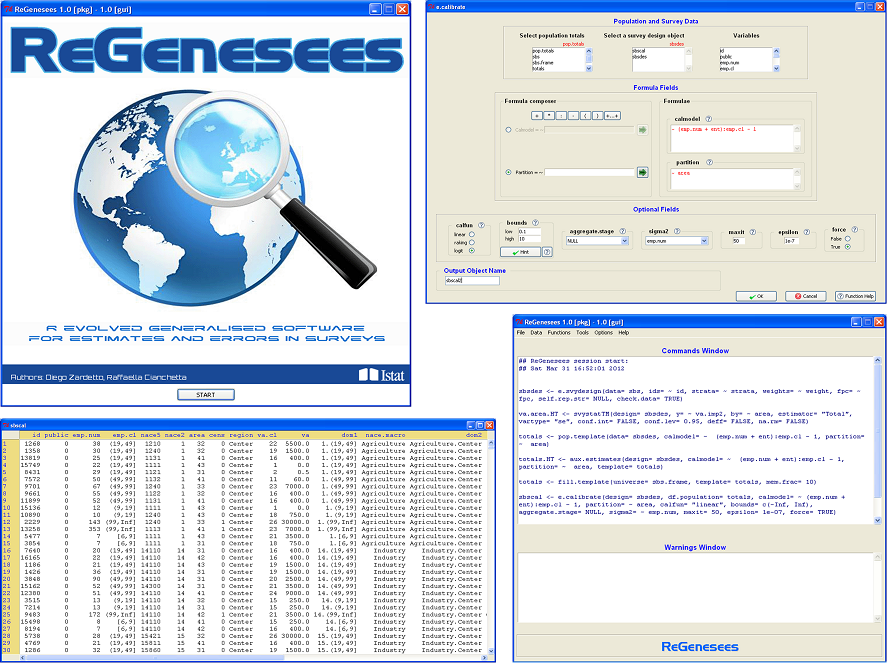 ReGenesees 1.0 [pkg] - 1.0 [gui]
ReGenesees
R EVOLVED GENERALISED SOFTWARE
FOR ESTIMATES AND ERRORS IN SURVEYS
Authors: Diego Zardetto, Raffaella Cianchetta
Istat
START
e.calibrate
Population and Survey Data
Select population totals Select a survey design object Variables
pop.totals sbsdes
pop.totals sbscal id
sbs sbsdes public
sbs.frame emp.num
totals emp.cl
Formula Fields
Formula composer Formulae
+ * : - ( ) +...+
calmodel ?
Calmodel = ~
~ (emp.num + ent):emp.cl - 1
partition ?
Partition = ~
~ area
Optional Fields
calfun ? bounds ? aggregate.stage ? sigma2 ? maxit ? epsilon ? force ?
linear low 0.1 NULL emp.num 50 1e-7 False
raking high 10 True
logit Hint ?
Output Object Name
sbscal2
OK Cancel Function Help
sbscal
id public emp.num emp.cl nace5 nace2 area cens region va.cl va dom1 nace.macro dom2
1 1268 0 38 (19,49] 1210 1 32 0 Center 22 5500.0 1.(19,49] Agriculture Agriculture.Center
2 1358 0 30 (19,49] 1240 1 31 0 Center 19 1500.0 1.(19,49] Agriculture Agriculture.Center
3 13819 0 25 (19,49] 1131 1 41 0 Center 16 400.0 1.(19,49] Agriculture Agriculture.Center
4 15749 0 22 (19,49] 1111 1 43 0 Center 1 0.0 1.(19,49] Agriculture Agriculture.Center
5 8431 0 29 (19,49] 1121 1 31 0 Center 2 0.5 1.(19,49] Agriculture Agriculture.Center
6 7572 0 50 (49,99] 1132 1 41 0 Center 11 60.0 1.(49,99] Agriculture Agriculture.Center
7 9701 0 67 (49,99] 1240 1 33 0 Center 23 7000.0 1.(49,99] Agriculture Agriculture.Center
8 9661 0 55 (49,99] 1122 1 32 0 Center 16 400.0 1.(49,99] Agriculture Agriculture.Center
9 11899 0 52 (49,99] 1131 1 41 0 Center 16 400.0 1.(49,99] Agriculture Agriculture.Center
10 15136 0 12 (9,19] 1111 1 43 0 Center 1 0.0 1.(9,19] Agriculture Agriculture.Center
11 10890 0 10 (9,19] 1240 1 43 0 Center 18 750.0 1.(9,19] Agriculture Agriculture.Center
12 2229 0 143 (99,Inf] 1240 1 33 1 Center 26 30000.0 1.(99,Inf] Agriculture Agriculture.Center
13 13258 0 353 (99,Inf] 1113 1 41 1 Center 23 7000.0 1.(99,Inf] Agriculture Agriculture.Center
14 5477 0 7 [6,9] 1111 1 43 0 Center 21 3500.0 1.[6,9] Agriculture Agriculture.Center
15 3054 0 7 [6,9] 1240 1 31 0 Center 18 750.0 1.[6,9] Agriculture Agriculture.Center
16 7640 0 20 (19,49] 14110 14 31 0 Center 16 400.0 14.(19,49] Industry Industry.Center
17 16165 0 22 (19,49] 14110 14 42 0 Center 16 400.0 14.(19,49] Industry Industry.Center
18 1186 0 21 (19,49] 14110 14 43 0 Center 19 1500.0 14.(19,49] Industry Industry.Center
19 1426 0 36 (19,49] 14110 14 31 0 Center 19 1500.0 14.(19,49] Industry Industry.Center
20 3848 0 90 (49,99] 14110 14 31 0 Center 20 2500.0 14.(49,99] Industry Industry.Center
21 15162 0 52 (49,99] 14300 14 31 0 Center 21 3500.0 14.(49,99] Industry Industry.Center
22 12380 0 51 (49,99] 14110 14 41 0 Center 24 9000.0 14.(49,99] Industry Industry.Center
23 3515 0 13 (9,19] 14110 14 32 0 Center 15 250.0 14.(9,19] Industry Industry.Center
24 7214 0 13 (9,19] 14110 14 31 0 Center 15 250.0 14.(9,19] Industry Industry.Center
25 9483 0 172 (99,Inf] 14110 14 42 1 Center 21 3500.0 14.(99,Inf] Industry Industry.Center
26 15498 0 8 [6,9] 14110 14 41 0 Center 15 250.0 14.[6,9] Industry Industry.Center
27 8194 0 7 [6,9] 14110 14 42 0 Center 16 400.0 14.[6,9] Industry Industry.Center
28 5738 0 28 (19,49] 15421 15 32 0 Center 26 30000.0 15.(19,49] Industry Industry.Center
29 4769 0 21 (19,49] 15811 15 41 0 Center 16 400.0 15.(19,49] Industry Industry.Center
30 1286 0 32 (19,49] 15860 15 31 0 Center 19 1500.0 15.(19,49] Industry Industry.Center
ReGenesees 1.0 [pkg] - 1.0 [gui]
File Data Functions Tools Options Help
Commands Window
## ReGenesees session start:
## Sat Mar 31 16:52:01 2012
sbsdes <- e.svydesign(data= sbs, ids= ~ id, strata= ~ strata, weights= ~ weight, fpc= ~
fpc, self.rep.str= NULL, check.data= TRUE)
va.area.HT <- svystatTM(design= sbsdes, y= ~ va.imp2, by= ~ area, estimator= "Total",
vartype= "se", conf.int= FALSE, conf.lev= 0.95, deff= FALSE, na.rm= FALSE)
totals <- pop.template(data= sbsdes, calmodel= ~ (emp.num + ent):emp.cl - 1, partition=
~ area)
totals.HT <- aux.estimates(design= sbsdes, calmodel= ~ (emp.num + ent):emp.cl - 1,
partition= ~ area, template= totals)
totals <- fill.template(universe= sbs.frame, template= totals, mem.frac= 10)
sbscal <- e.calibrate(design= sbsdes, df.population= totals, calmodel= ~ (emp.num +
ent):emp.cl - 1, partition= ~ area, calfun= "linear", bounds= c(-Inf, Inf),
aggregate.stage= NULL, sigma2= ~ emp.num, maxit= 50, epsilon= 1e-07, force= TRUE)
Warnings Window
ReGenesees